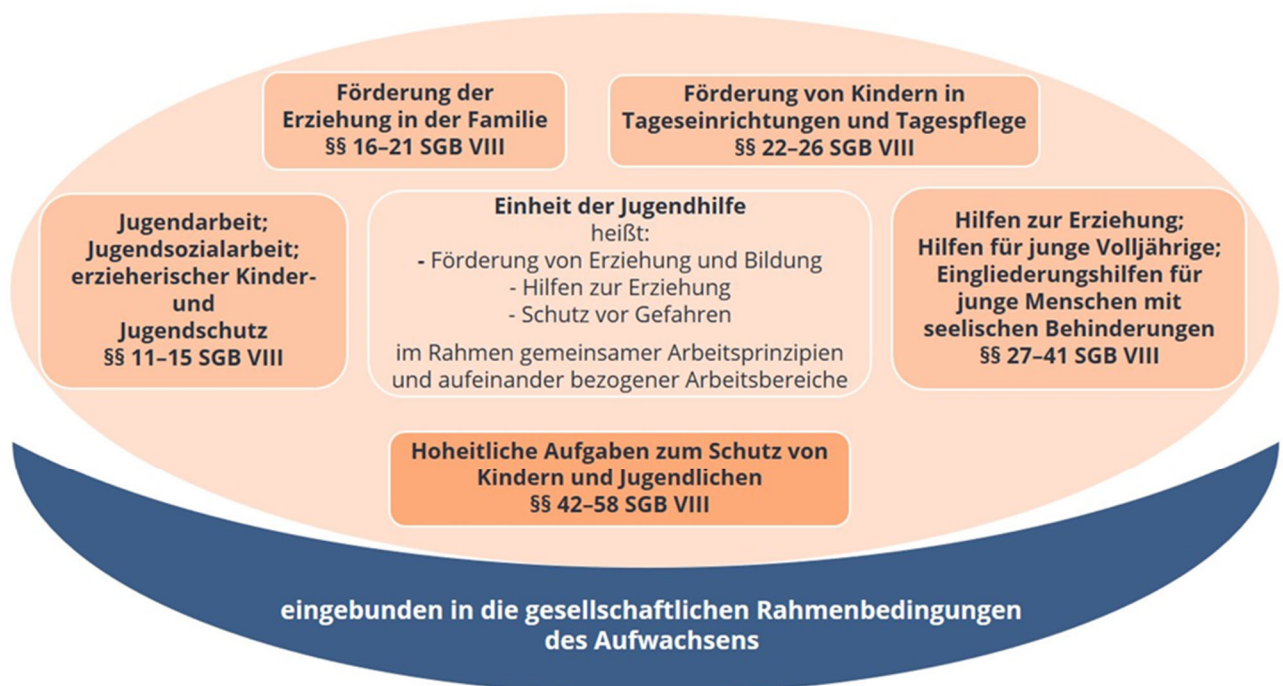 Förderung der
Erziehung in der Familie
§§ 16–21 SGB VIII
Förderung von Kindern in
Tageseinrichtungen und Tagespflege
§§ 22–26 SGB VIII
Jugendarbeit;
Jugendsozialarbeit;
erzieherischer Kinder-
und
Jugendschutz
§§ 11–15 SGB VIII
Einheit der Jugendhilfe
heißt:
- Förderung von Erziehung und Bildung
- Hilfen zur Erziehung
- Schutz vor Gefahren
im Rahmen gemeinsamer Arbeitsprinzipien
und aufeinander bezogener Arbeitsbereiche
Hilfen zur Erziehung;
Hilfen für junge Volljährige;
Eingliederungshilfen für
junge Menschen mit
seelischen Behinderungen
§§ 27–41 SGB VIII
Hoheitliche Aufgaben zum Schutz von
Kindern und Jugendlichen
§§ 42–58 SGB VIII
eingebunden in die gesellschaftlichen Rahmenbedingungen
des Aufwachsens